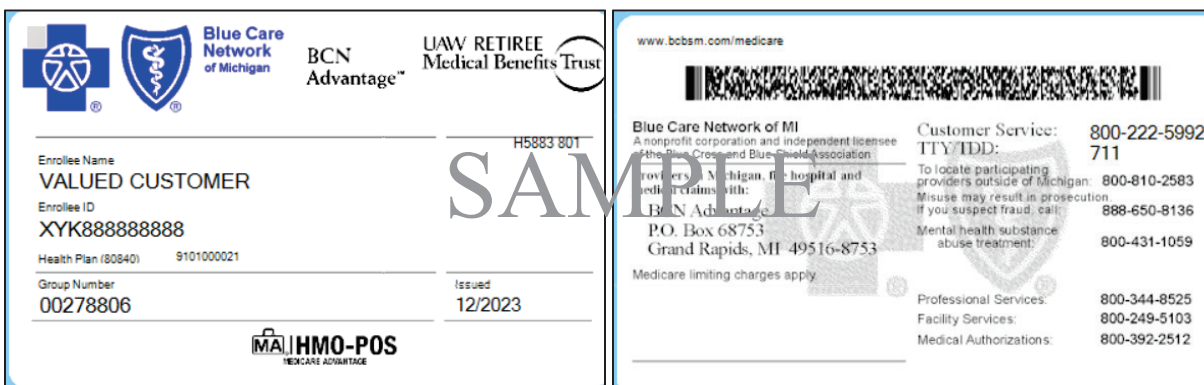 Blue Care
Network
of Michigan
BCN
Advantage℠
UAW RETIREE
Medical Benefits Trust
H5883 801
Enrollee Name
VALUED CUSTOMER
Enrollee ID
XYK888888888
Health Plan (80840) 9101000021
Group Number
00278806
Issued
12/2023
MA HMO-POS
MEDICARE ADVANTAGE
SAMPLE
www.bcbsm.com/medicare
Blue Care Network of MI
A nonprofit corporation and independent licensee
of the Blue Cross and Blue Shield Association
Providers in Michigan, file hospital and
medical claims with:
BCN Advantage
P.O. Box 68753
Grand Rapids, MI 49516-8753
Medicare limiting charges apply.
Customer Service: 800-222-5992
TTY/TDD: 711
To locate participating
providers outside of Michigan: 800-810-2583
Misuse may result in prosecution.
If you suspect fraud, call: 888-650-8136
Mental health substance
abuse treatment: 800-431-1059
Professional Services: 800-344-8525
Facility Services: 800-249-5103
Medical Authorizations: 800-392-2512